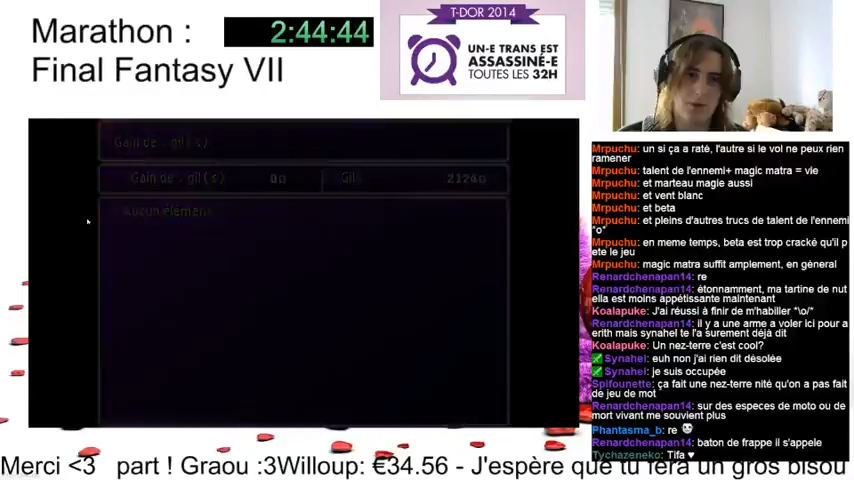 Marathon :
2:44:44
Final Fantasy VII
T-DOR 2014
UN-E TRANS EST
ASSASSINÉ-E
TOUTES LES 32H
Gain de . gil(s)
Gain de . gil(s) 0G Gil: 2124G
Aucun élément
Mrpuchu: un si ça a raté, l'autre si le vol ne peux rien
ramener
Mrpuchu: talent de l'ennemi+ magic matra = vie
Mrpuchu: et marteau magie aussi
Mrpuchu: et vent blanc
Mrpuchu: et beta
Mrpuchu: et pleins d'autres trucs de talent de l'ennemi
*o*
Mrpuchu: en meme temps, beta est trop cracké qu'il p
ete le jeu
Mrpuchu: magic matra suffit amplement, en géneral
Renardchenapan14: re
Renardchenapan14: étonnamment, ma tartine de nut
ella est moins appétissante maintenant
Koalapuke: J'ai réussi à finir de m'habiller *\o/*
Renardchenapan14: il y a une arme a voler ici pour a
erith mais synahel te l'a surement déjà dit
Koalapuke: Un nez-terre c'est cool?
Synahel: euh non j'ai rien dit désolée
Synahel: je suis occupée
Spifounette: ça fait une nez-terre nité qu'on a pas fait
de jeu de mot
Renardchenapan14: sur des especes de moto ou de
mort vivant me souvient plus
Phantasma_b: re
Renardchenapan14: baton de frappe il s'appele
Tychazeneko: Tifa ♥
Merci <3 part ! Graou :3Willoup: €34.56 - J'espère que tu fera un gros bisou